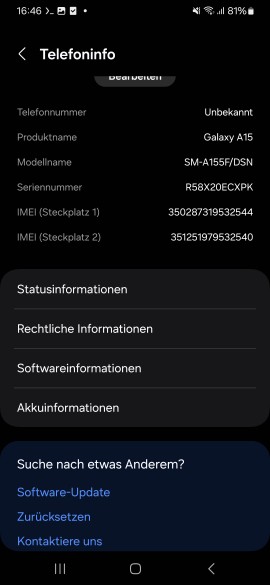 16:46 81%
Telefoninfo
Bearbeiten
Telefonnummer Unbekannt
Produktname Galaxy A15
Modellname SM-A155F/DSN
Seriennummer R58X20ECXPK
IMEI (Steckplatz 1) 350287319532544
IMEI (Steckplatz 2) 351251979532540
Statusinformationen
Rechtliche Informationen
Softwareinformationen
Akkuinformationen
Suche nach etwas Anderem?
Software-Update
Zurücksetzen
Kontaktiere uns